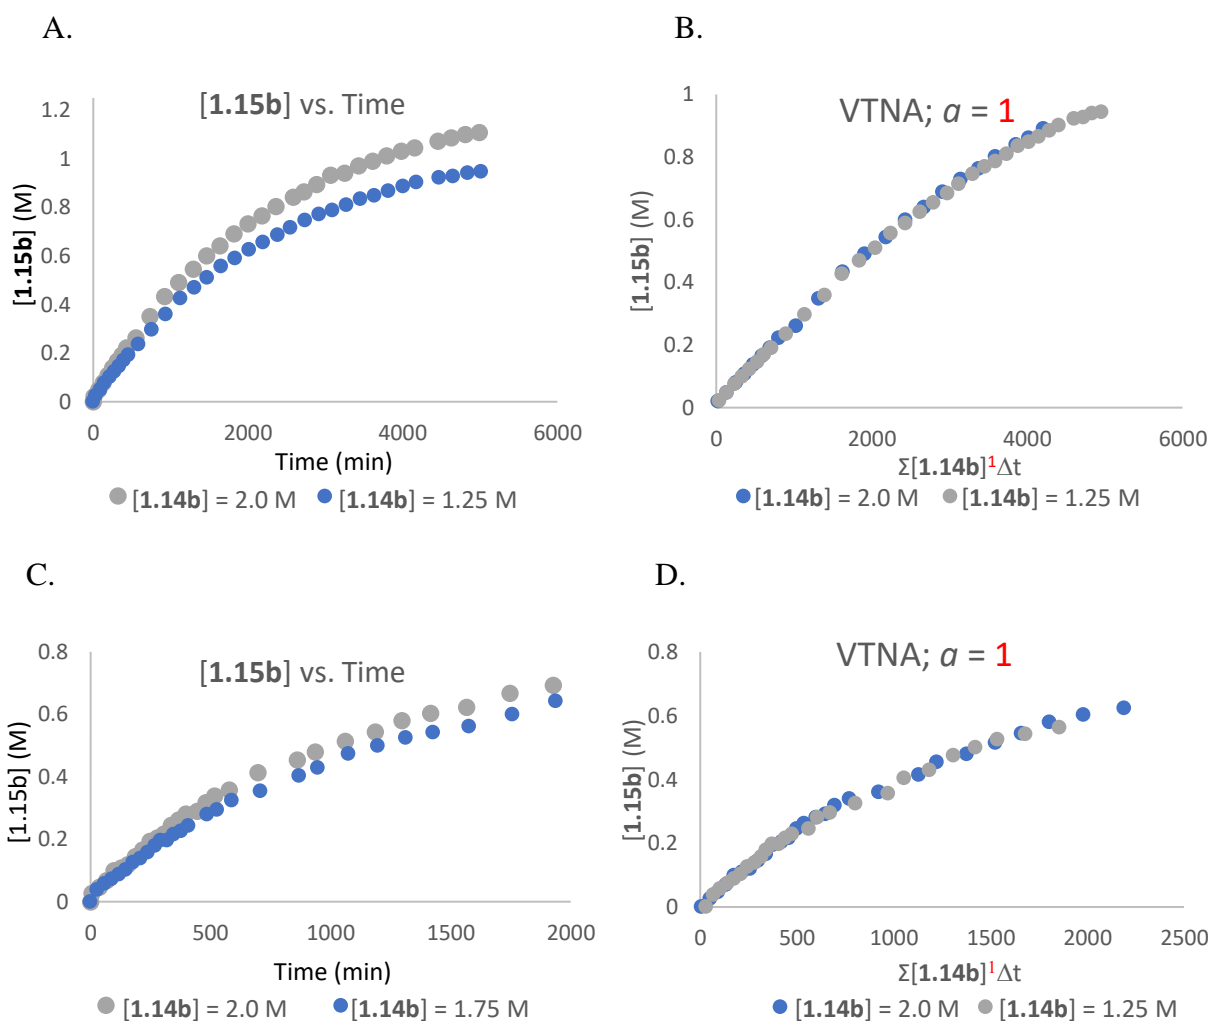 A.
[1.15b] vs. Time
[1.15b] (M)
1.2
1
0.8
0.6
0.4
0.2
0
0 2000 4000 6000
Time (min)
[1.14b] = 2.0 M [1.14b] = 1.25 M
B.
VTNA; a = 1
[1.15b] (M)
1
0.8
0.6
0.4
0.2
0
0 2000 4000 6000
Σ[1.14b]¹Δt
[1.14b] = 2.0 M [1.14b] = 1.25 M
C.
[1.15b] vs. Time
[1.15b] (M)
0.8
0.6
0.4
0.2
0
0 500 1000 1500 2000
Time (min)
[1.14b] = 2.0 M [1.14b] = 1.75 M
D.
VTNA; a = 1
[1.15b] (M)
0.8
0.6
0.4
0.2
0
0 500 1000 1500 2000 2500
Σ[1.14b]¹Δt
[1.14b] = 2.0 M [1.14b] = 1.25 M